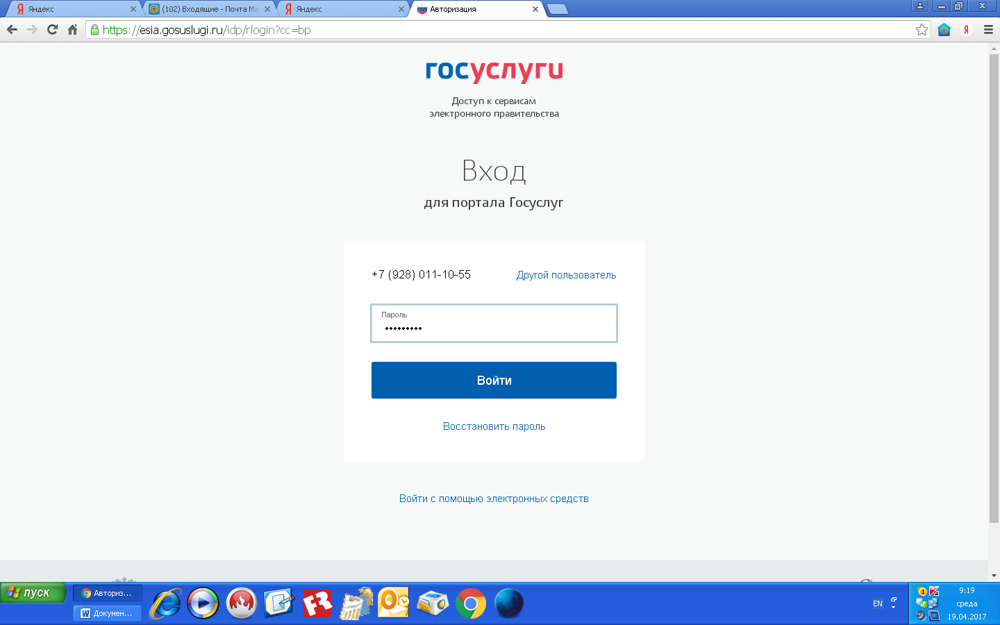 Яндекс
(102) Входящие - Почта Ma
Яндекс
Авторизация
https://esia.gosuslugi.ru/idp/rlogin?cc=bp
госуслуги
Доступ к сервисам
электронного правительства
Вход
для портала Госуслуг
+7 (928) 011-10-55
Другой пользователь
Пароль
•••••••••
Войти
Восстановить пароль
Войти с помощью электронных средств
пуск
Авториз...
Докумен...
EN
9:19
среда
19.04.2017